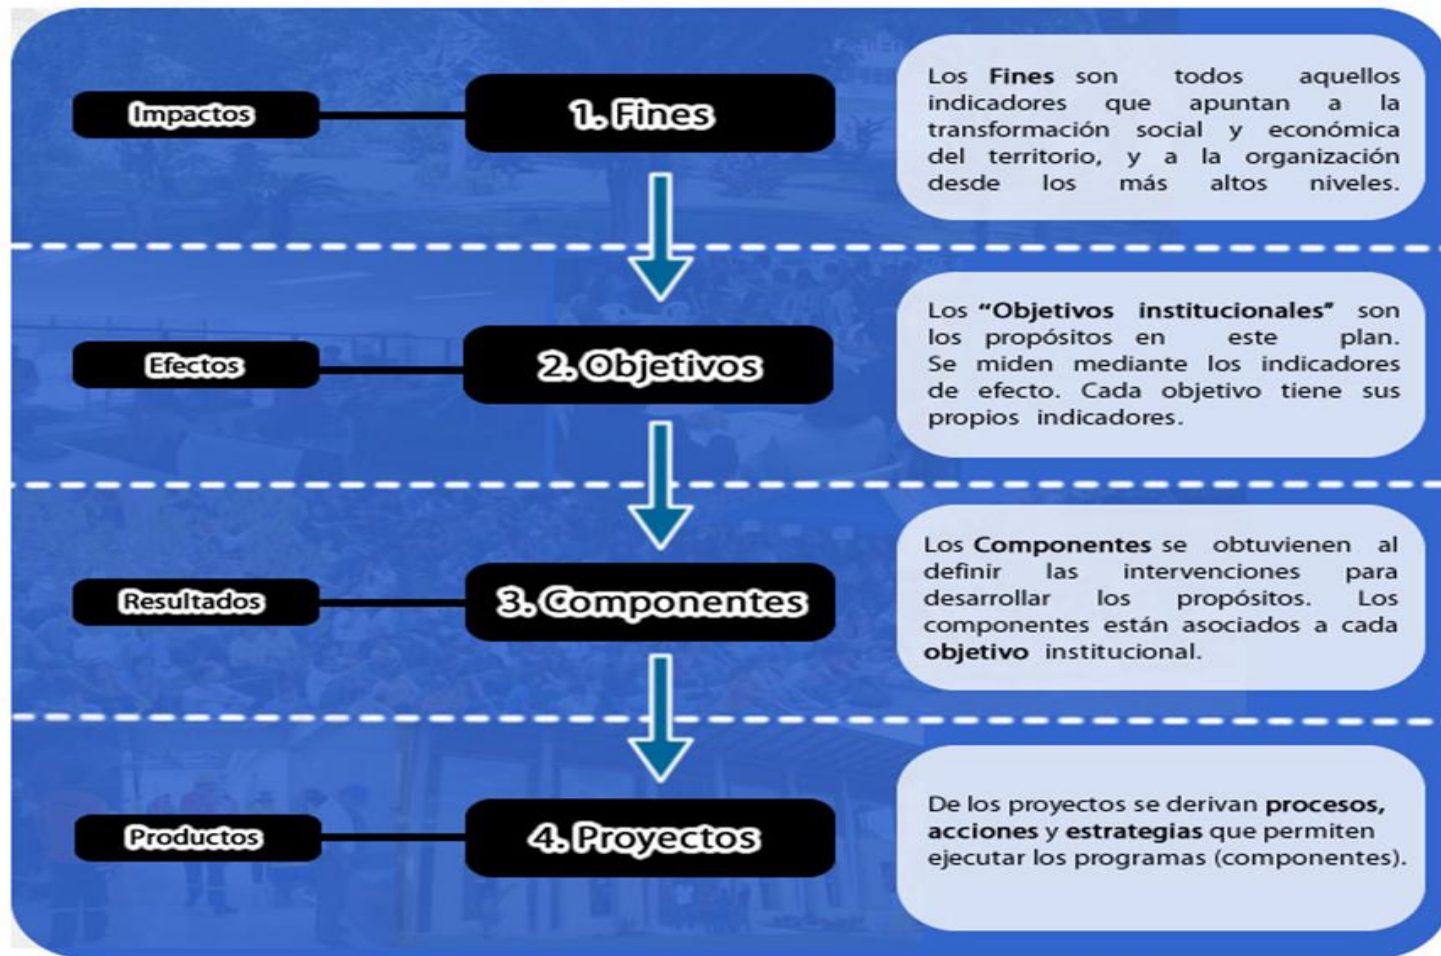 Impactos
1. Fines
Los Fines son todos aquellos
indicadores que apuntan a la
transformación social y económica
del territorio, y a la organización
desde los más altos niveles.
Efectos
2. Objetivos
Los “Objetivos institucionales” son
los propósitos en este plan.
Se miden mediante los indicadores
de efecto. Cada objetivo tiene sus
propios indicadores.
Resultados
3. Componentes
Los Componentes se obtuvienen al
definir las intervenciones para
desarrollar los propósitos. Los
componentes están asociados a cada
objetivo institucional.
Productos
4. Proyectos
De los proyectos se derivan procesos,
acciones y estrategias que permiten
ejecutar los programas (componentes).